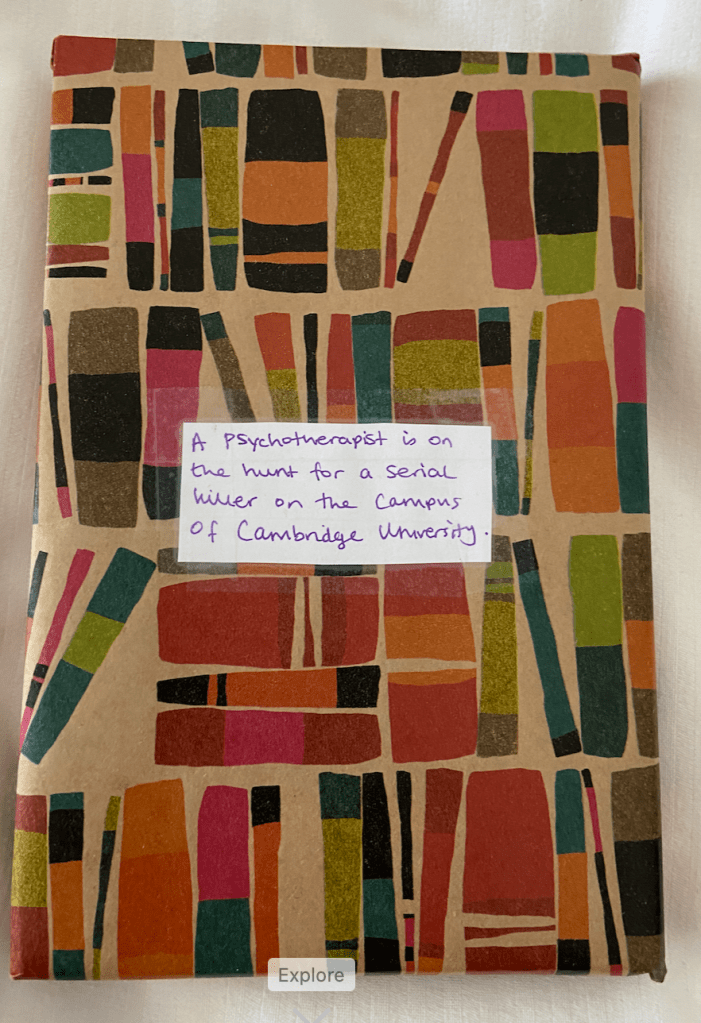 A Psychotherapist is on
the hunt for a serial
killer on the Campus
Of Cambridge University.
Explore